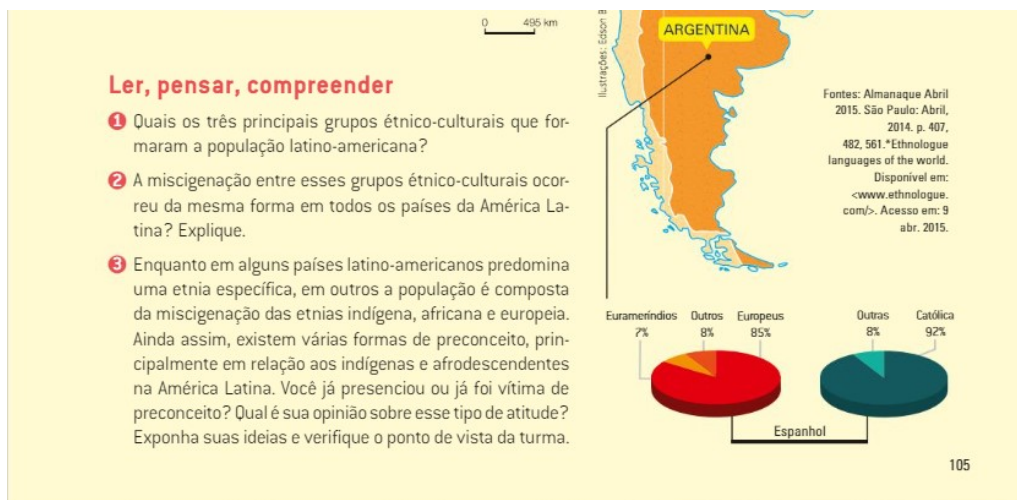 0 495 km
Ilustrações: Edson B
ARGENTINA
Ler, pensar, compreender
1 Quais os três principais grupos étnico-culturais que for-
maram a população latino-americana?
2 A miscigenação entre esses grupos étnico-culturais ocor-
reu da mesma forma em todos os países da América La-
tina? Explique.
3 Enquanto em alguns países latino-americanos predomina
uma etnia específica, em outros a população é composta
da miscigenação das etnias indígena, africana e europeia.
Ainda assim, existem várias formas de preconceito, prin-
cipalmente em relação aos indígenas e afrodescendentes
na América Latina. Você já presenciou ou já foi vítima de
preconceito? Qual é sua opinião sobre esse tipo de atitude?
Exponha suas ideias e verifique o ponto de vista da turma.
Fontes: Almanaque Abril
2015. São Paulo: Abril,
2014. p. 407,
482, 561.*Ethnologue
languages of the world.
Disponível em:
<www.ethnologue.
com/>. Acesso em: 9
abr. 2015.
Eurameríndios Outros Europeus
7% 8% 85%
Outras Católica
8% 92%
Espanhol
105